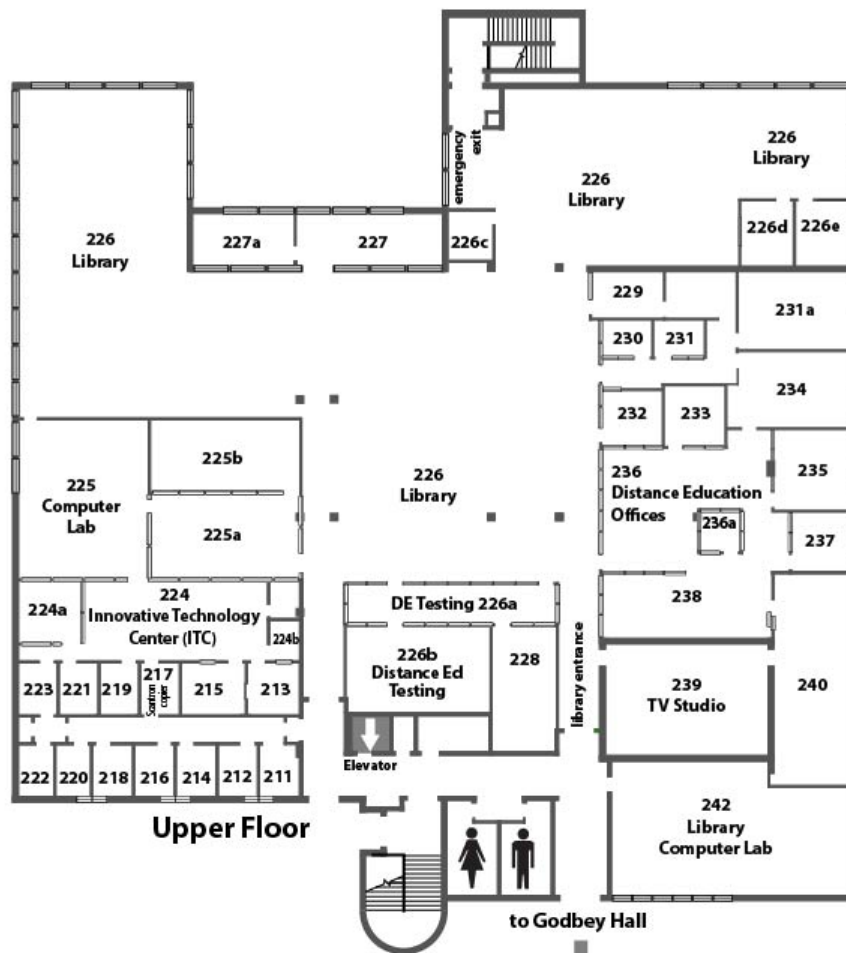 emergency
exit
226
Library
226
Library
226
Library
227a
227
226c
226d
226e
229
231a
230
231
234
232
233
225b
225
Computer
Lab
225a
226
Library
236
Distance Education
Offices
235
236a
237
224
Innovative Technology
Center (ITC)
224a
224b
DE Testing 226a
238
226b
Distance Ed
Testing
228
library entrance
223
221
219
217
Scantron
copier
215
213
239
TV Studio
240
Elevator
222
220
218
216
214
212
211
Upper Floor
242
Library
Computer Lab
to Godbey Hall